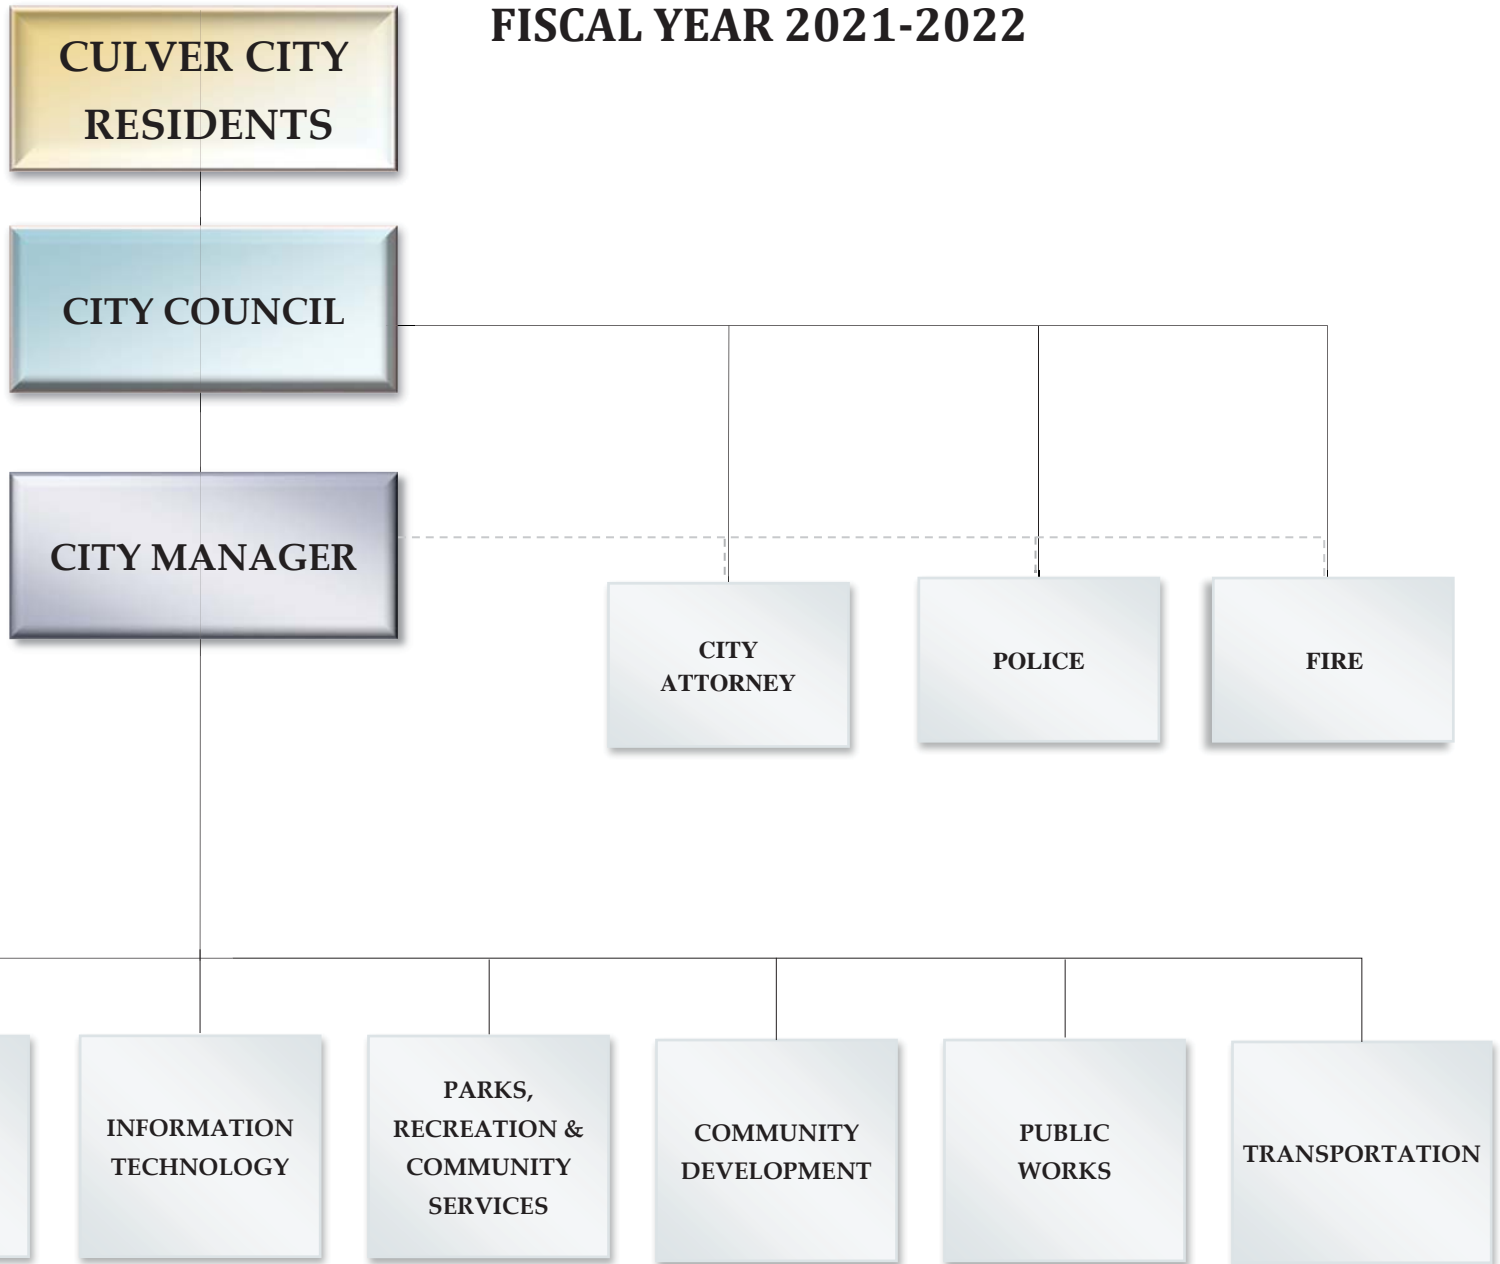 FISCAL YEAR 2021-2022
CULVER CITY
RESIDENTS
CITY COUNCIL
CITY MANAGER
CITY
ATTORNEY
POLICE
FIRE
INFORMATION
TECHNOLOGY
PARKS,
RECREATION &
COMMUNITY
SERVICES
COMMUNITY
DEVELOPMENT
PUBLIC
WORKS
TRANSPORTATION